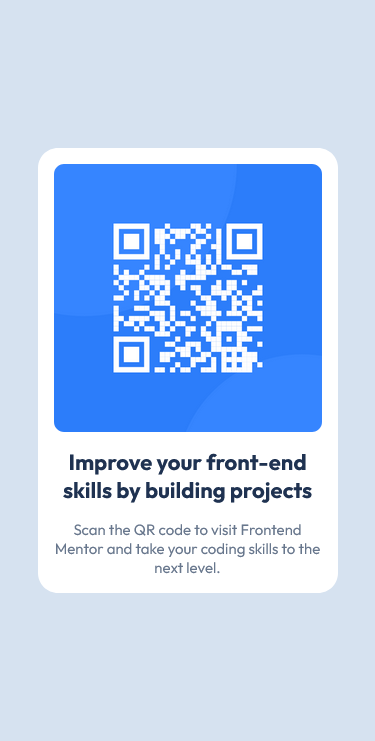 Improve your front-end
skills by building projects
Scan the QR code to visit Frontend
Mentor and take your coding skills to the
next level.